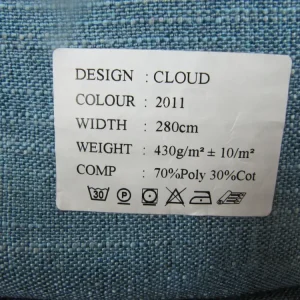 DESIGN : CLOUD
COLOUR : 2011
WIDTH : 280cm
WEIGHT : 430g/m² ± 10/m²
COMP : 70%Poly 30%Cot
30 P